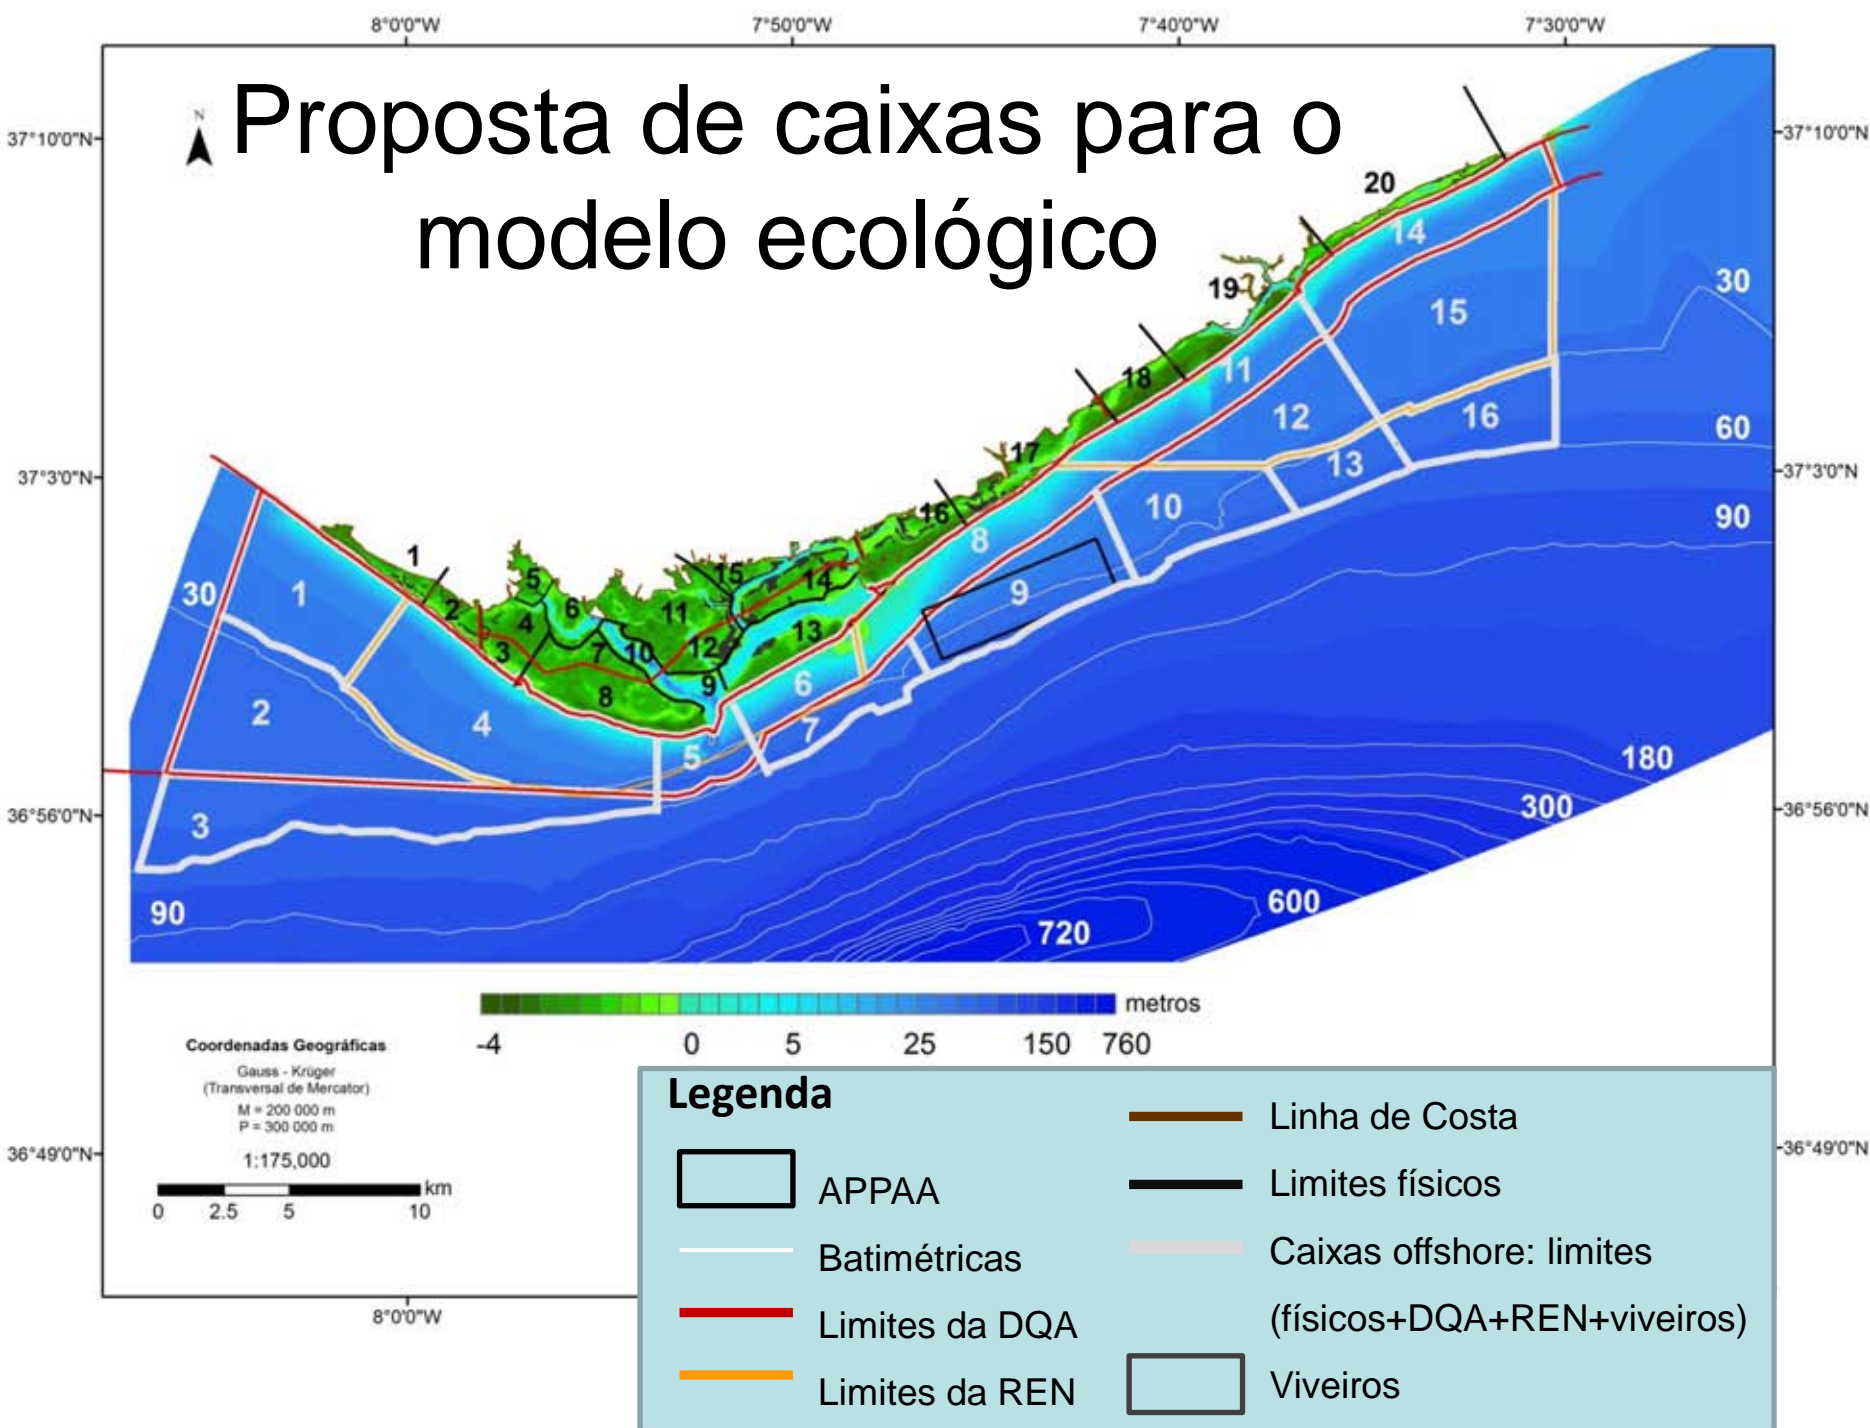 8°0'0"W 7°50'0"W 7°40'0"W 7°30'0"W
Proposta de caixas para o
modelo ecológico
N
37°10'0"N 37°10'0"N
20
14
19
30
15
11
18
12
16
60
17
13
37°3'0"N 37°3'0"N
10
90
16
8
1
15
14
5
9
30
1
2
4
6
11
13
3
7
10
12
8
9
6
2
4
7
5
180
36°56'0"N 36°56'0"N
3
300
90
600
720
metros
-4 0 5 25 150 760
Coordenadas Geográficas
Gauss - Krüger
(Transversal de Mercator)
M = 200 000 m
P = 300 000 m
1:175,000
km
0 2.5 5 10
36°49'0"N 36°49'0"N
8°0'0"W
Legenda
APPAA
Batimétricas
Limites da DQA
Limites da REN
Linha de Costa
Limites físicos
Caixas offshore: limites
(físicos+DQA+REN+viveiros)
Viveiros